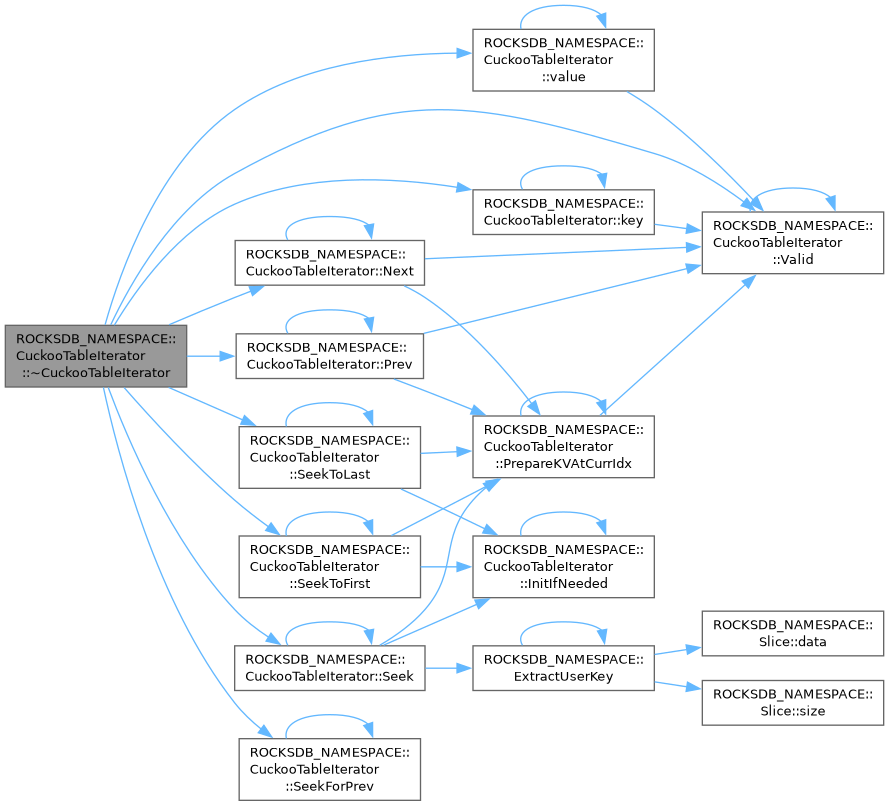 ROCKSDB_NAMESPACE::
CuckooTableIterator
::~CuckooTableIterator
ROCKSDB_NAMESPACE::
CuckooTableIterator::Next
ROCKSDB_NAMESPACE::
CuckooTableIterator::Prev
ROCKSDB_NAMESPACE::
CuckooTableIterator
::SeekToLast
ROCKSDB_NAMESPACE::
CuckooTableIterator
::SeekToFirst
ROCKSDB_NAMESPACE::
CuckooTableIterator::Seek
ROCKSDB_NAMESPACE::
CuckooTableIterator
::SeekForPrev
ROCKSDB_NAMESPACE::
CuckooTableIterator
::value
ROCKSDB_NAMESPACE::
CuckooTableIterator::key
ROCKSDB_NAMESPACE::
CuckooTableIterator
::PrepareKVAtCurrIdx
ROCKSDB_NAMESPACE::
CuckooTableIterator
::InitIfNeeded
ROCKSDB_NAMESPACE::
ExtractUserKey
ROCKSDB_NAMESPACE::
CuckooTableIterator
::Valid
ROCKSDB_NAMESPACE::
Slice::data
ROCKSDB_NAMESPACE::
Slice::size